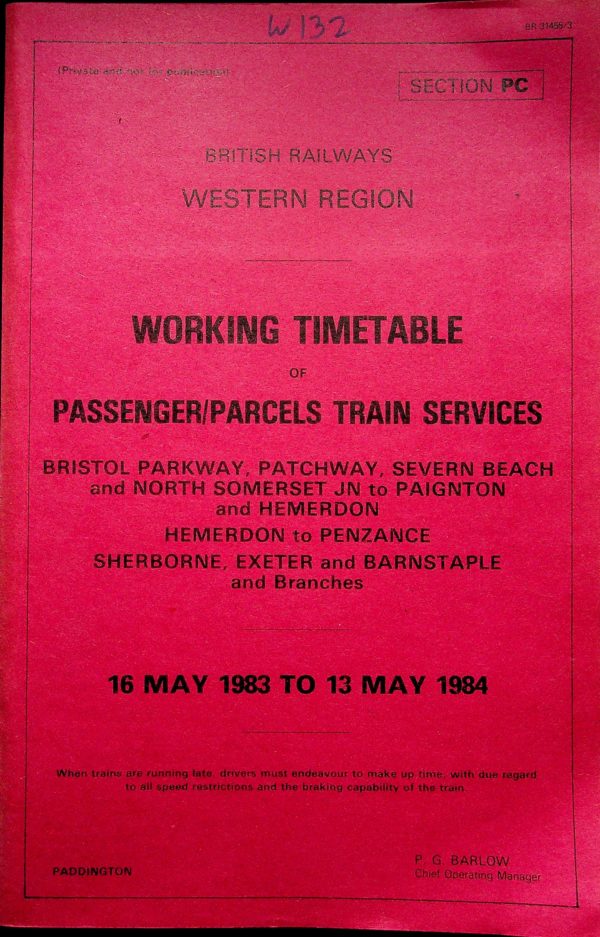 W132
BR 31455/3
(Private and not for publication)
SECTION PC
BRITISH RAILWAYS
WESTERN REGION
WORKING TIMETABLE
OF
PASSENGER/PARCELS TRAIN SERVICES
BRISTOL PARKWAY, PATCHWAY, SEVERN BEACH
and NORTH SOMERSET JN to PAIGNTON
and HEMERDON
HEMERDON to PENZANCE
SHERBORNE, EXETER and BARNSTAPLE
and Branches
16 MAY 1983 TO 13 MAY 1984
When trains are running late, drivers must endeavour to make up time, with due regard
to all speed restrictions and the braking capability of the train.
P. G. BARLOW
PADDINGTON
Chief Operating Manager